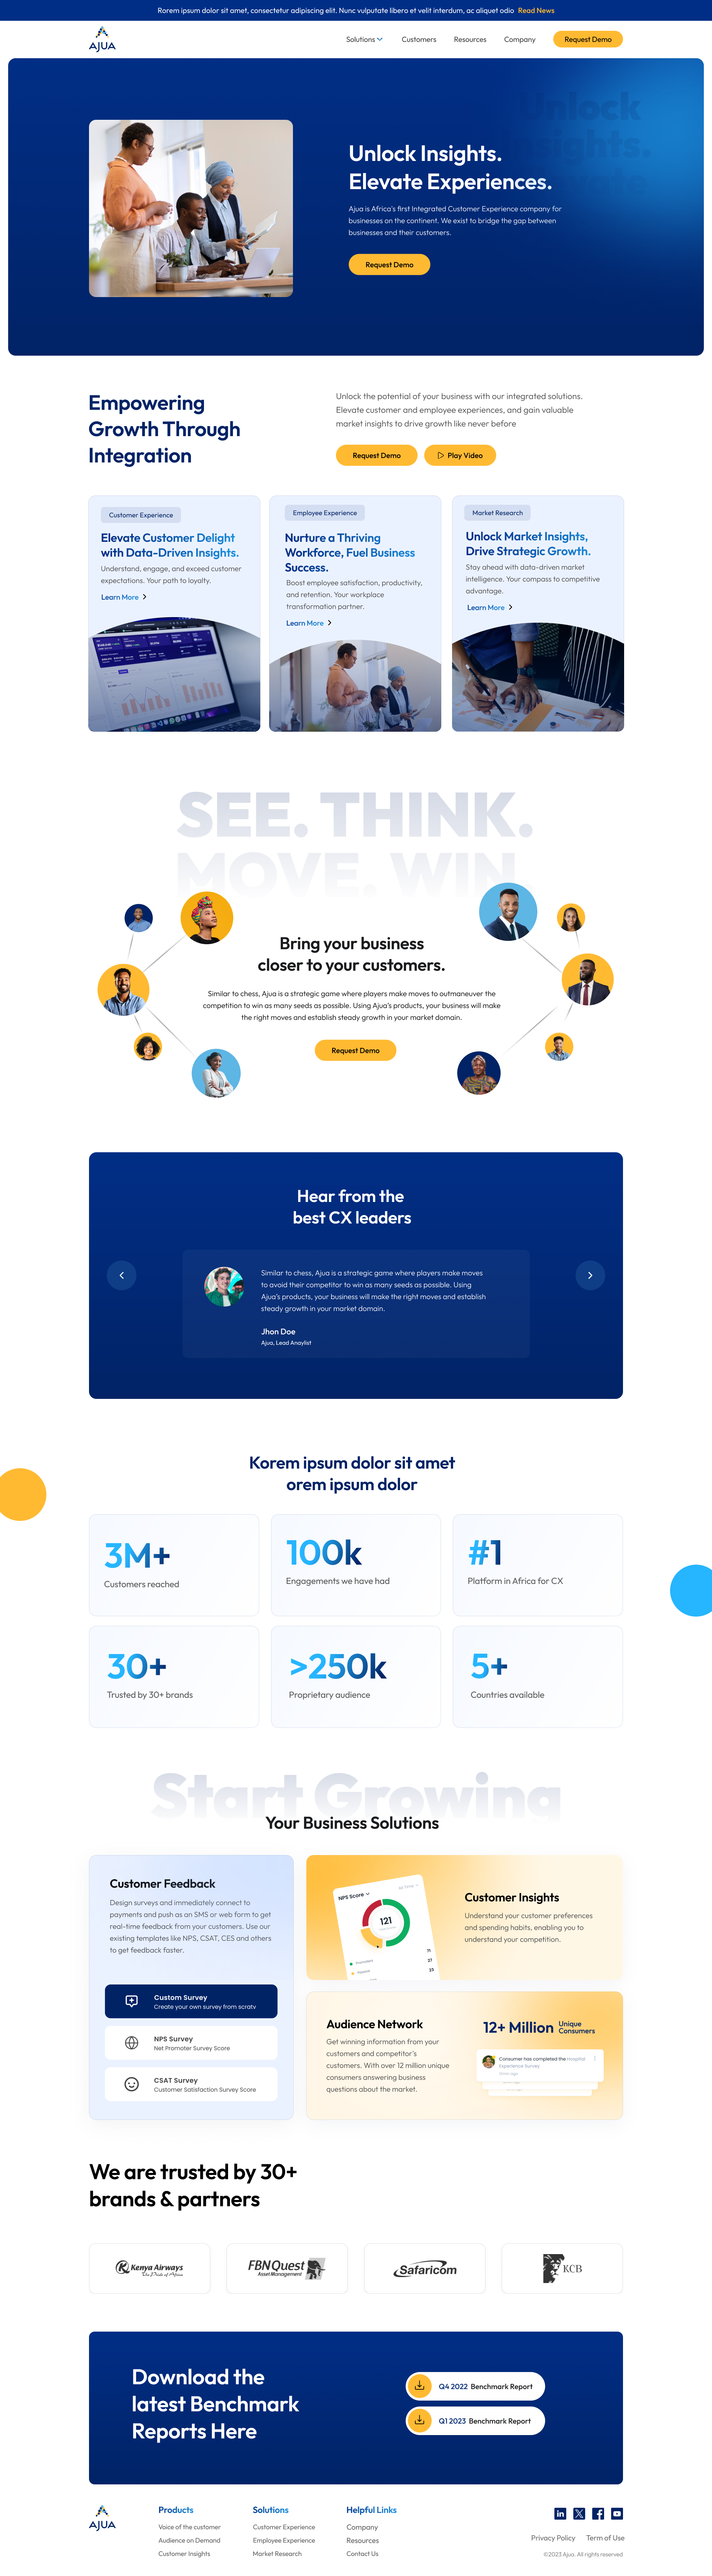 Rorem ipsum dolor sit amet, consectetur adipiscing elit. Nunc vulputate libero et velit interdum, ac aliquet odio Read News
AJUA
Solutions
Customers
Resources
Company
Request Demo
Unlock
Insights.
Unlock Insights.
Elevate Experiences.
Ajua is Africa's first Integrated Customer Experience company for
businesses on the continent. We exist to bridge the gap between
businesses and their customers.
Request Demo
Empowering
Growth Through
Integration
Unlock the potential of your business with our integrated solutions.
Elevate customer and employee experiences, and gain valuable
market insights to drive growth like never before
Request Demo
Play Video
Customer Experience
Elevate Customer Delight
with Data-Driven Insights.
Understand, engage, and exceed customer
expectations. Your path to loyalty.
Learn More
Employee Experience
Nurture a Thriving
Workforce, Fuel Business
Success.
Boost employee satisfaction, productivity,
and retention. Your workplace
transformation partner.
Learn More
Market Research
Unlock Market Insights,
Drive Strategic Growth.
Stay ahead with data-driven market
intelligence. Your compass to competitive
advantage.
Learn More
SEE. THINK.
MOVE. WIN
Bring your business
closer to your customers.
Similar to chess, Ajua is a strategic game where players make moves to outmaneuver the
competition to win as many seeds as possible. Using Ajua's products, your business will make
the right moves and establish steady growth in your market domain.
Request Demo
Hear from the
best CX leaders
Similar to chess, Ajua is a strategic game where players make moves
to avoid their competitor to win as many seeds as possible. Using
Ajua's products, your business will make the right moves and establish
steady growth in your market domain.
Jhon Doe
Ajua, Lead Anaylist
Korem ipsum dolor sit amet
orem ipsum dolor
3M+
Customers reached
100k
Engagements we have had
#1
Platform in Africa for CX
30+
Trusted by 30+ brands
>250k
Proprietary audience
5+
Countries available
Start Growing
Your Business Solutions
Customer Feedback
Design surveys and immediately connect to
payments and push as an SMS or web form to get
real-time feedback from your customers. Use our
existing templates like NPS, CSAT, CES and others
to get feedback faster.
Custom Survey
Create your own survey from scratv
NPS Survey
Net Promoter Survey Score
CSAT Survey
Customer Satisfaction Survey Score
NPS Score
All Time
121
Promoters
71
Passive
27
23
Customer Insights
Understand your customer preferences
and spending habits, enabling you to
understand your competition.
Audience Network
Get winning information from your
customers and competitor's
customers. With over 12 million unique
consumers answering business
questions about the market.
12+ Million
Unique
Consumers
Consumer has completed the Hospital
Experience Survey
We are trusted by 30+
brands & partners
Kenya Airways
The Pride of Africa
FBNQuest
Asset Management
Safaricom
KCB
Download the
latest Benchmark
Reports Here
Q4 2022 Benchmark Report
Q1 2023 Benchmark Report
AJUA
Products
Voice of the customer
Audience on Demand
Customer Insights
Solutions
Customer Experience
Employee Experience
Market Research
Helpful Links
Company
Resources
Contact Us
Privacy Policy
Term of Use
©2023 Ajua. All rights reserved